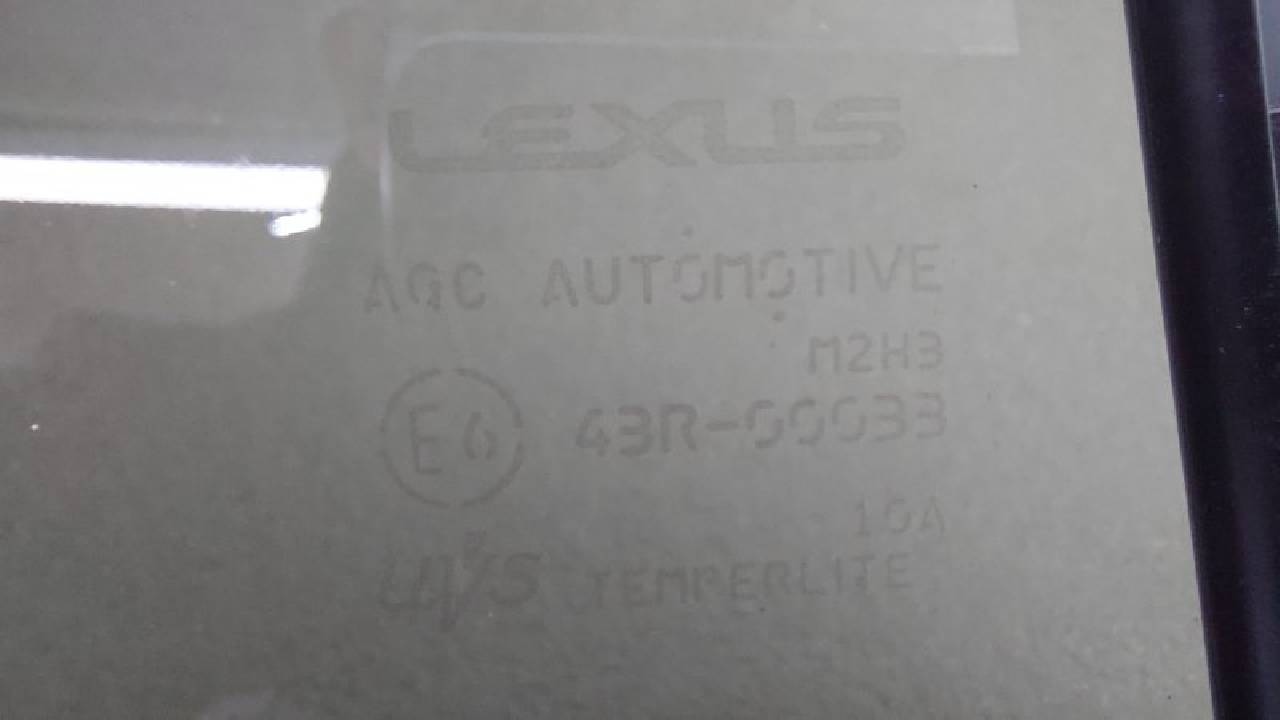 LEXUS
AGC AUTOMOTIVE
M2H3
E6 43R-00033
10A
TEMPERLITE